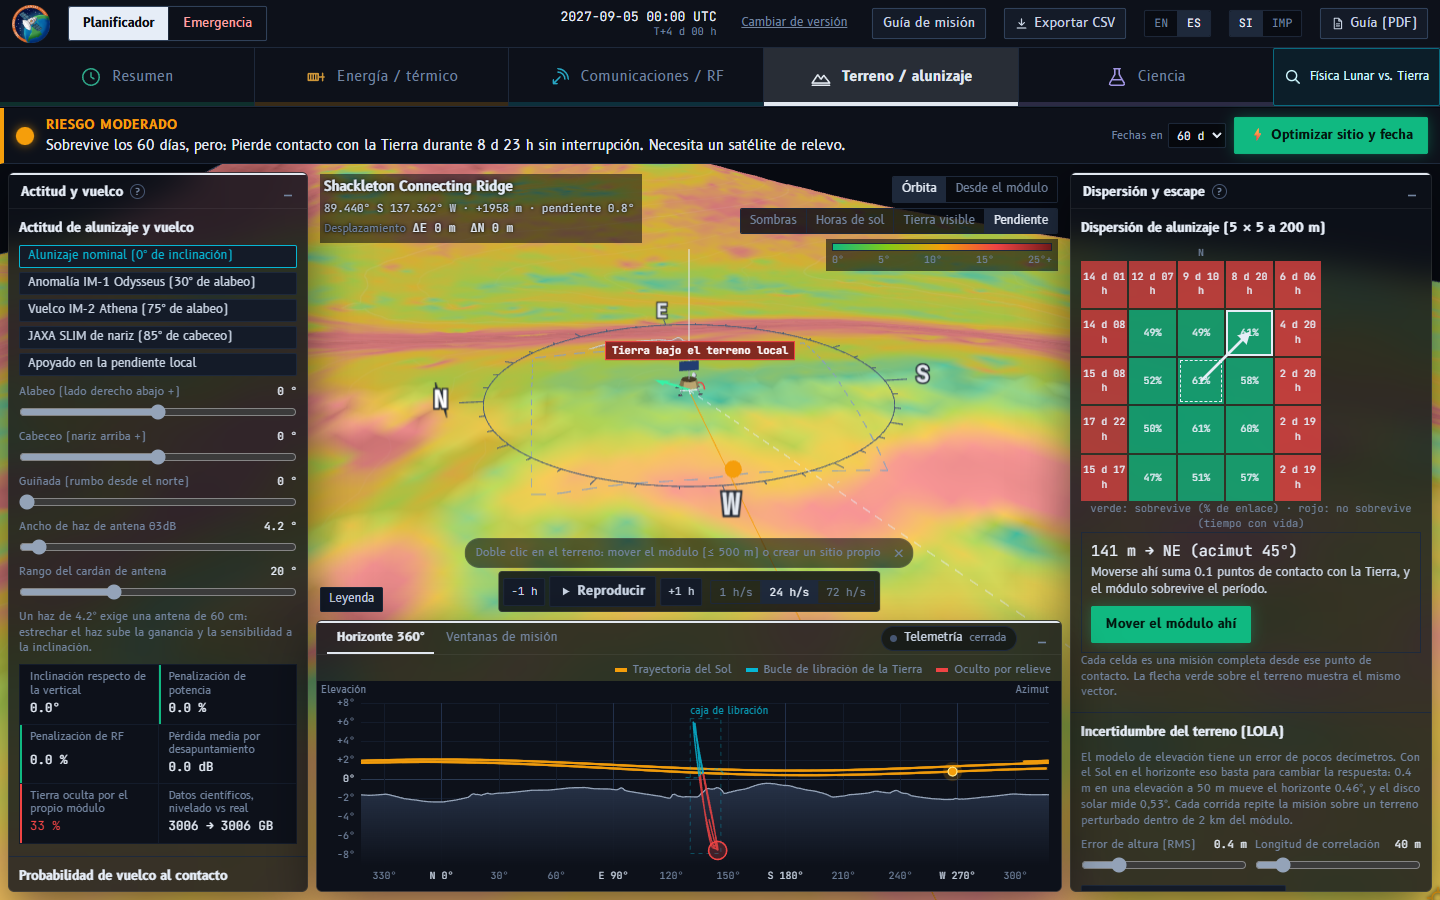 Planificador
Emergencia
2027-09-05 00:00 UTC
T+4 d 00 h
Cambiar de versión
Guía de misión
Exportar CSV
EN
ES
SI
IMP
Guía (PDF)
Resumen
Energía / térmico
Comunicaciones / RF
Terreno / alunizaje
Ciencia
Física Lunar vs. Tierra
RIESGO MODERADO
Sobrevive los 60 días, pero: Pierde contacto con la Tierra durante 8 d 23 h sin interrupción. Necesita un satélite de relevo.
Fechas en
60 d
Optimizar sitio y fecha
Actitud y vuelco ?
Actitud de alunizaje y vuelco
Alunizaje nominal (0° de inclinación)
Anomalía IM-1 Odysseus (30° de alabeo)
Vuelco IM-2 Athena (75° de alabeo)
JAXA SLIM de nariz (85° de cabeceo)
Apoyado en la pendiente local
Alabeo (lado derecho abajo +) 0 °
Cabeceo (nariz arriba +) 0 °
Guiñada (rumbo desde el norte) 0 °
Ancho de haz de antena θ3dB 4.2 °
Rango del cardán de antena 20 °
Un haz de 4.2° exige una antena de 60 cm:
estrechar el haz sube la ganancia y la sensibilidad a
la inclinación.
Inclinación respecto de
la vertical
0.0°
Penalización de
potencia
0.0 %
Penalización de RF
0.0 %
Pérdida media por
desapuntamiento
0.0 dB
Tierra oculta por el
propio módulo
33 %
Datos científicos,
nivelado vs real
3006 → 3006 GB
Probabilidad de vuelco al contacto
Shackleton Connecting Ridge
89.440° S 137.362° W · +1958 m · pendiente 0.8°
Desplazamiento ΔE 0 m ΔN 0 m
Órbita
Desde el módulo
Sombras
Horas de sol
Tierra visible
Pendiente
0° 5° 10° 15° 25°+
E
Tierra bajo el terreno local
N
S
W
Doble clic en el terreno: mover el módulo (≤ 500 m) o crear un sitio propio ×
Leyenda
-1 h
Reproducir
+1 h
1 h/s
24 h/s
72 h/s
Horizonte 360°
Ventanas de misión
Telemetría cerrada
Trayectoria del Sol
Bucle de libración de la Tierra
Oculto por relieve
Elevación
Azimut
caja de libración
+8°
+6°
+4°
+2°
0°
-2°
-4°
-6°
-8°
330° N 0° 30° 60° E 90° 120° 150° S 180° 210° 240° W 270° 300°
Dispersión y escape ?
Dispersión de alunizaje (5 × 5 a 200 m)
N
14 d 01 h 12 d 07 h 9 d 10 h 8 d 20 h 6 d 06 h
14 d 08 h 49% 49% 61% 4 d 20 h
15 d 08 h 52% 61% 58% 2 d 20 h
17 d 22 h 50% 61% 60% 2 d 19 h
15 d 17 h 47% 51% 57% 2 d 19 h
verde: sobrevive (% de enlace) · rojo: no sobrevive
(tiempo con vida)
141 m → NE (acimut 45°)
Moverse ahí suma 0.1 puntos de contacto con la Tierra, y
el módulo sobrevive el período.
Mover el módulo ahí
Cada celda es una misión completa desde ese punto de
contacto. La flecha verde sobre el terreno muestra el mismo
vector.
Incertidumbre del terreno (LOLA)
El modelo de elevación tiene un error de pocos decímetros. Con
el Sol en el horizonte eso basta para cambiar la respuesta: 0.4
m en una elevación a 50 m mueve el horizonte 0.46°, y el disco
solar mide 0,53°. Cada corrida repite la misión sobre un terreno
perturbado dentro de 2 km del módulo.
Error de altura (RMS) 0.4 m
Longitud de correlación 40 m